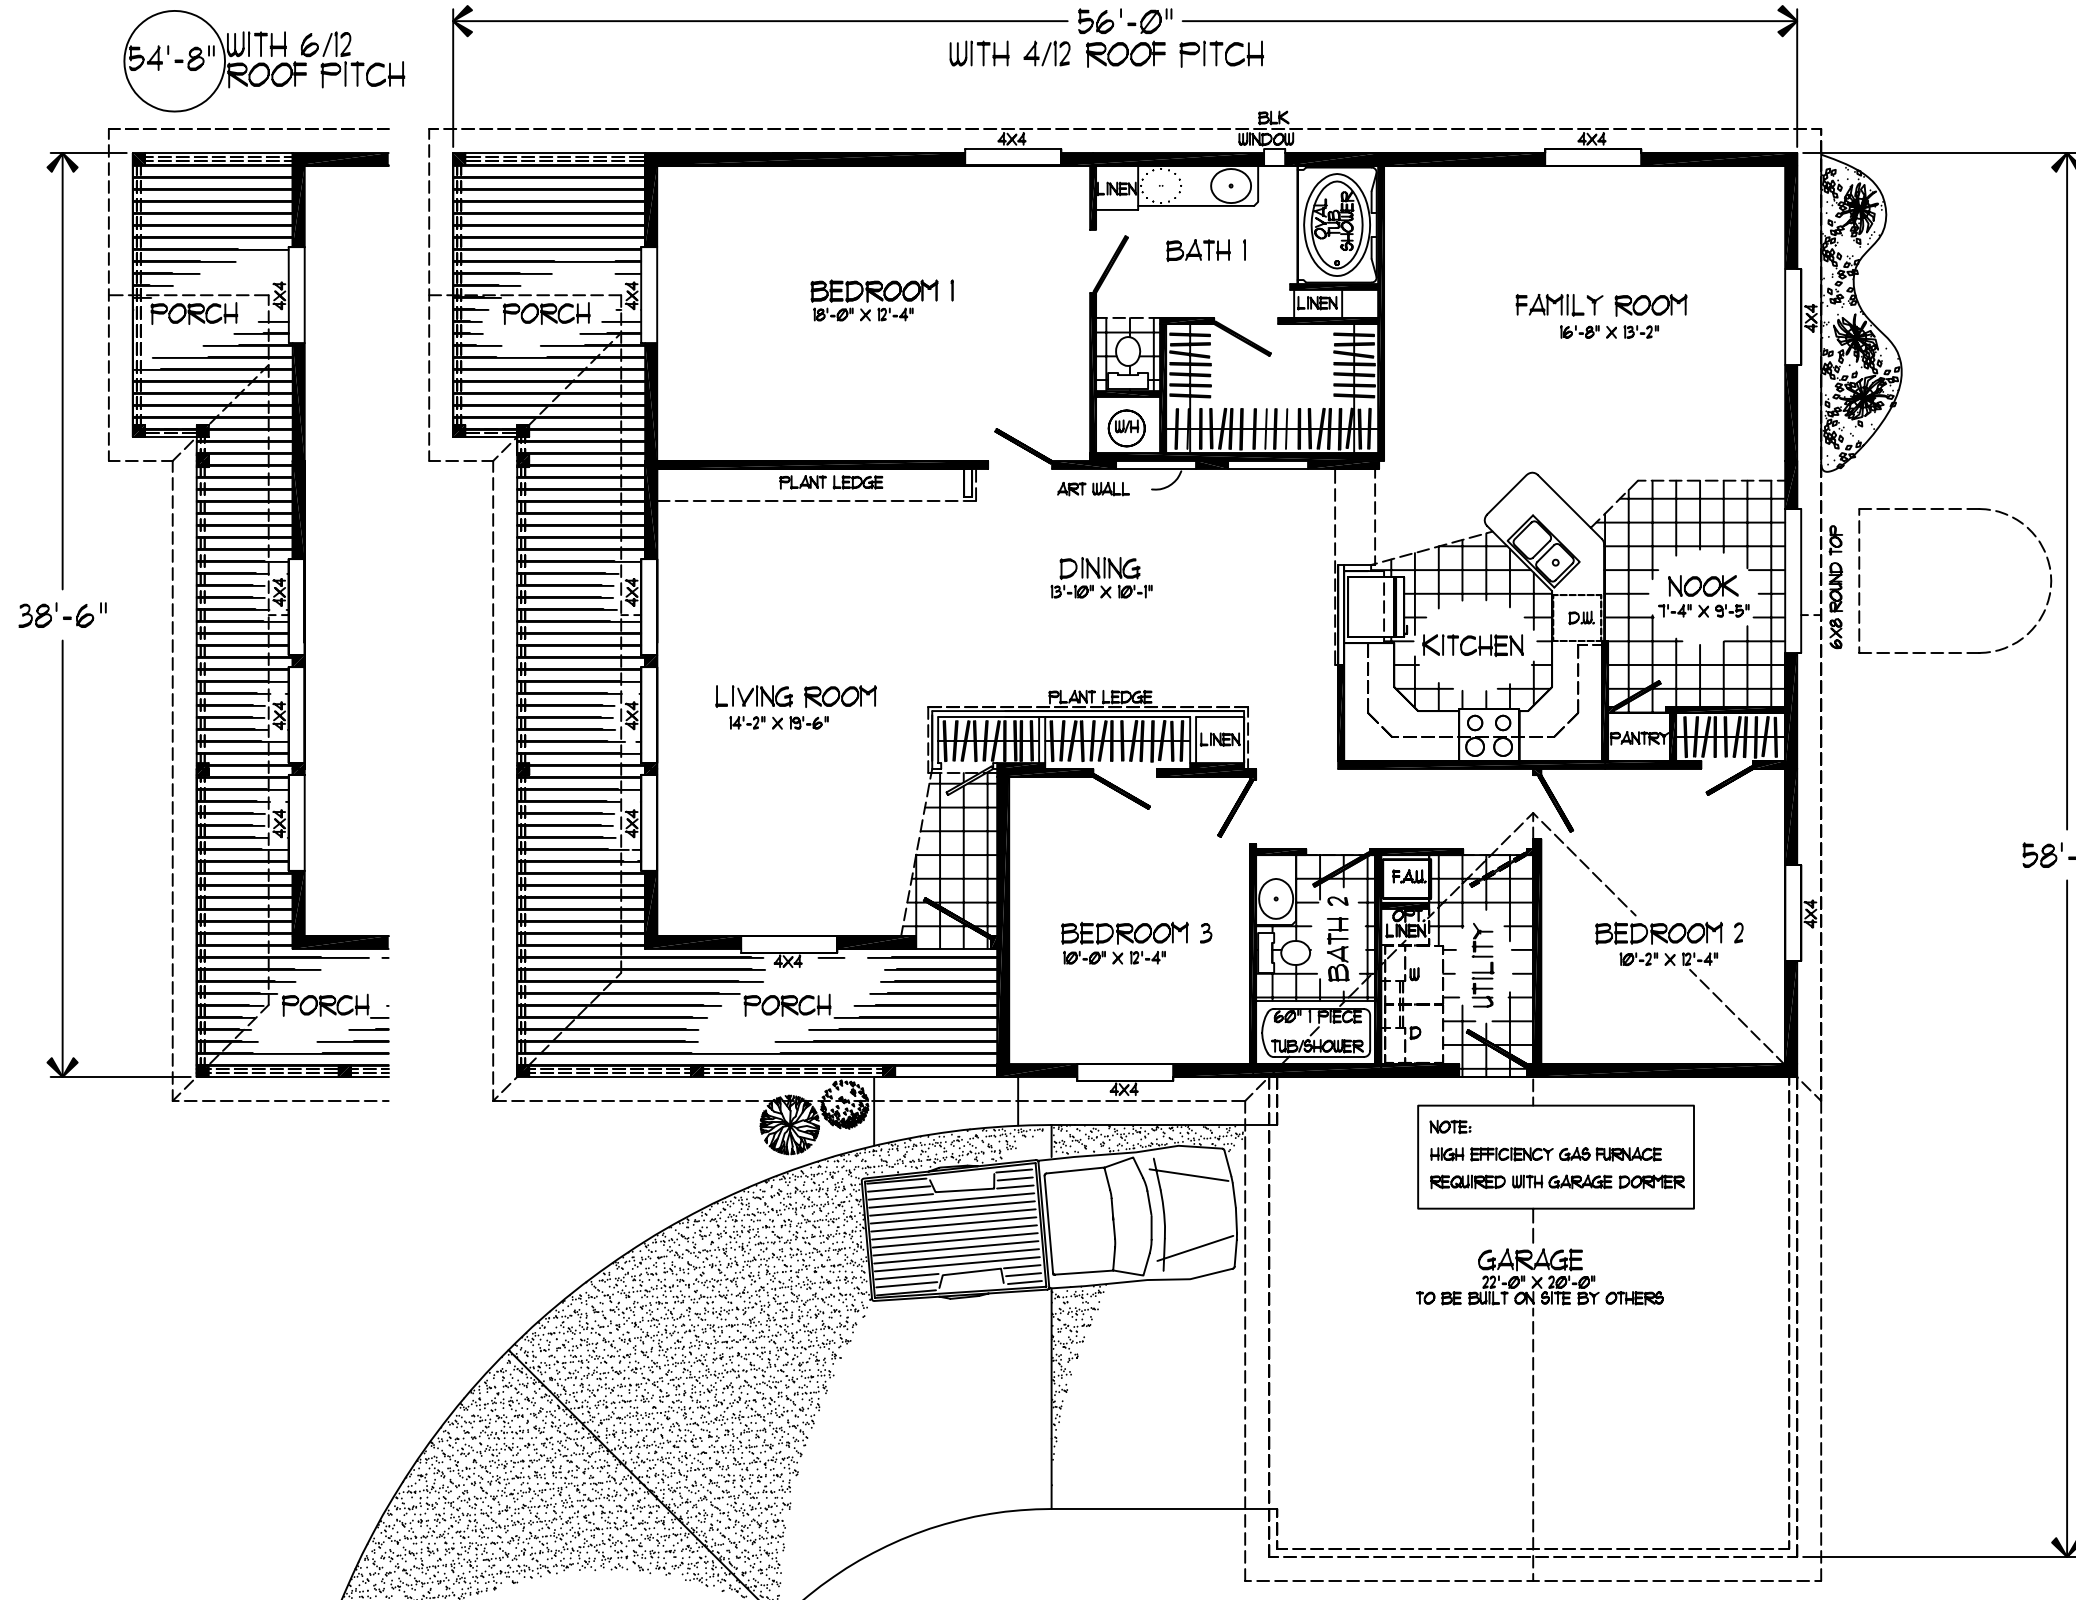 56'-0"
WITH 4/12 ROOF PITCH
54'-8"
WITH 6/12
ROOF PITCH
BLK
WINDOW
4X4
4X4
LINEN
OVAL
TUB
SHOWER
BATH 1
4X4
PORCH
4X4
PORCH
BEDROOM 1
18'-0" X 12'-4"
LINEN
FAMILY ROOM
16'-8" X 13'-2"
4X4
W/H
PLANT LEDGE
ART WALL
DINING
13'-10" X 10'-1"
4X4
4X4
NOOK
7'-4" X 9'-5"
6X8 ROUND TOP
D.W.
KITCHEN
38'-6"
LIVING ROOM
14'-2" X 19'-6"
PLANT LEDGE
4X4
4X4
LINEN
PANTRY
4X4
4X4
58'-
F.A.U.
OPT.
LINEN
4X4
BEDROOM 3
10'-0" X 12'-4"
BATH 2
UTILITY
BEDROOM 2
10'-2" X 12'-4"
4X4
W
D
PORCH
PORCH
60" 1 PIECE
TUB/SHOWER
4X4
NOTE:
HIGH EFFICIENCY GAS FURNACE
REQUIRED WITH GARAGE DORMER
GARAGE
22'-0" X 20'-0"
TO BE BUILT ON SITE BY OTHERS